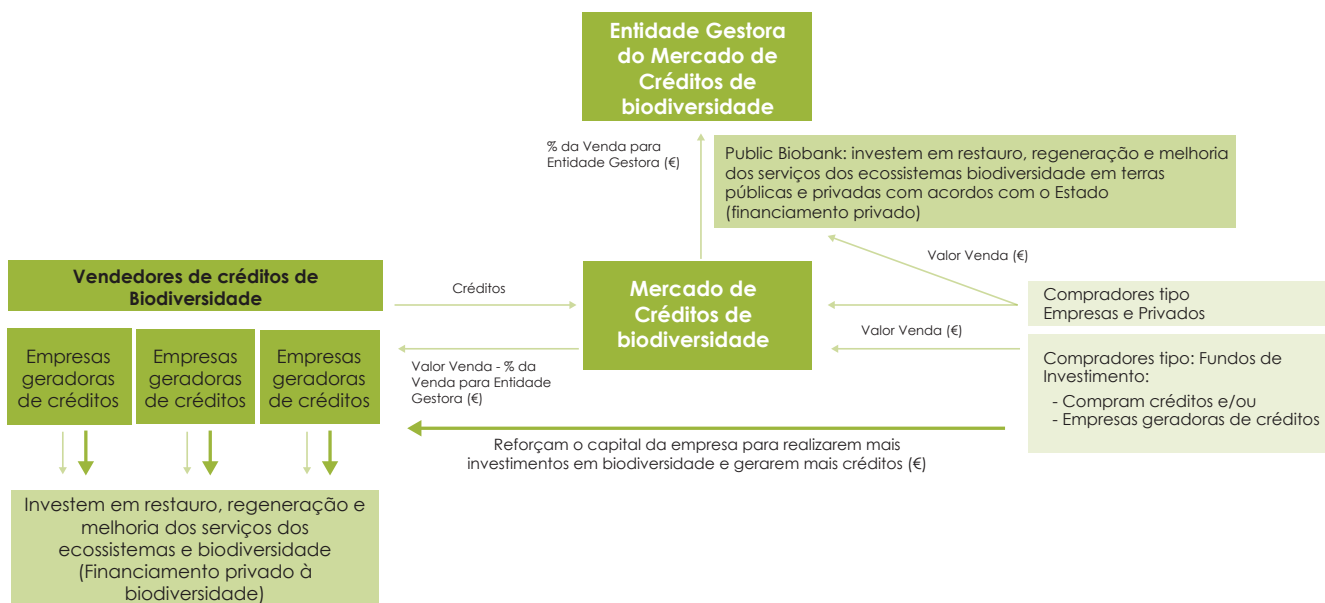 Entidade Gestora
do Mercado de
Créditos de
biodiversidade
% da Venda para
Entidade Gestora (€)
Public Biobank: investem em restauro, regeneração e melhoria
dos serviços dos ecossistemas biodiversidade em terras
públicas e privadas com acordos com o Estado
(financiamento privado)
Valor Venda (€)
Vendedores de créditos de
Biodiversidade
Créditos
Mercado de
Créditos de
biodiversidade
Compradores tipo
Empresas e Privados
Valor Venda (€)
Empresas
geradoras
de créditos
Empresas
geradoras
de créditos
Empresas
geradoras
de créditos
Valor Venda - % da
Venda para Entidade
Gestora (€)
Compradores tipo: Fundos de
Investimento:
- Compram créditos e/ou
- Empresas geradoras de créditos
Reforçam o capital da empresa para realizarem mais
investimentos em biodiversidade e gerarem mais créditos (€)
Investem em restauro, regeneração e
melhoria dos serviços dos
ecossistemas e biodiversidade
(Financiamento privado à
biodiversidade)